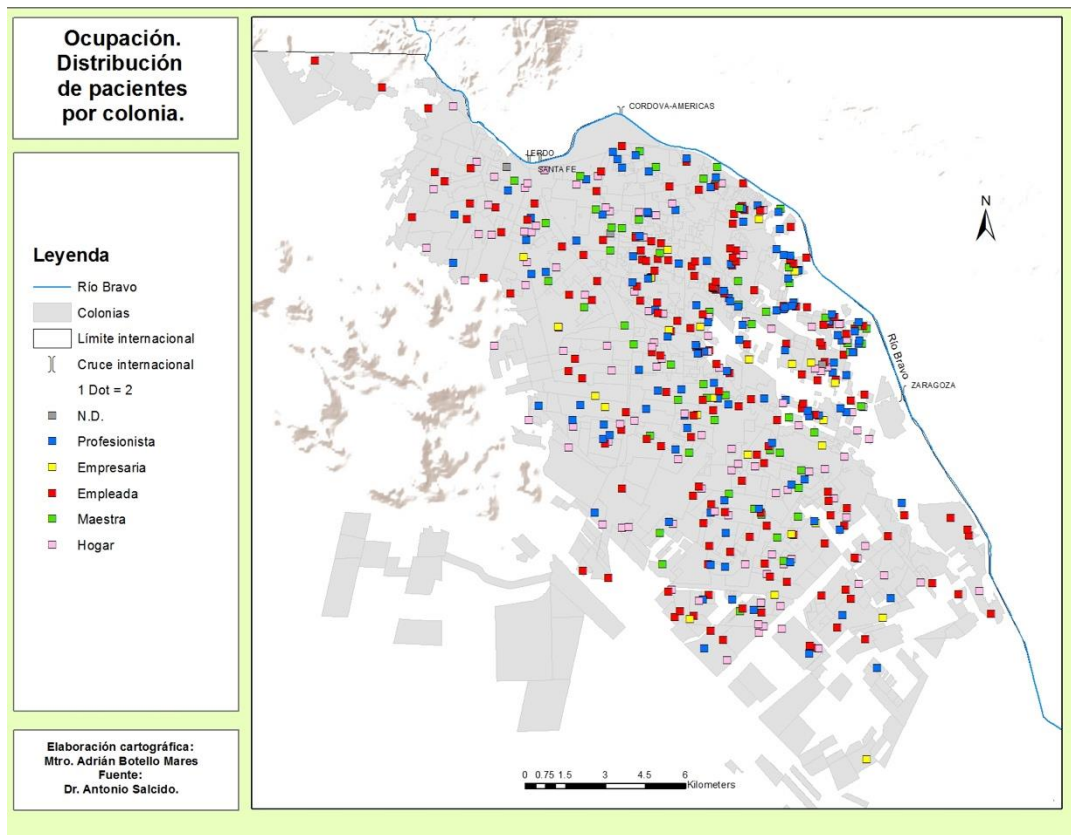 Ocupación.
Distribución
de pacientes
por colonia.
Leyenda
Río Bravo
Colonias
Límite internacional
Cruce internacional
1 Dot = 2
N.D.
Profesionista
Empresaria
Empleada
Maestra
Hogar
Elaboración cartográfica:
Mtro. Adrián Botello Mares
Fuente:
Dr. Antonio Salcido.
CORDOVA-AMERICAS
LERDO
SANTA FE
N
Río Bravo
ZARAGOZA
0 0.75 1.5 3 4.5 6
Kilometers